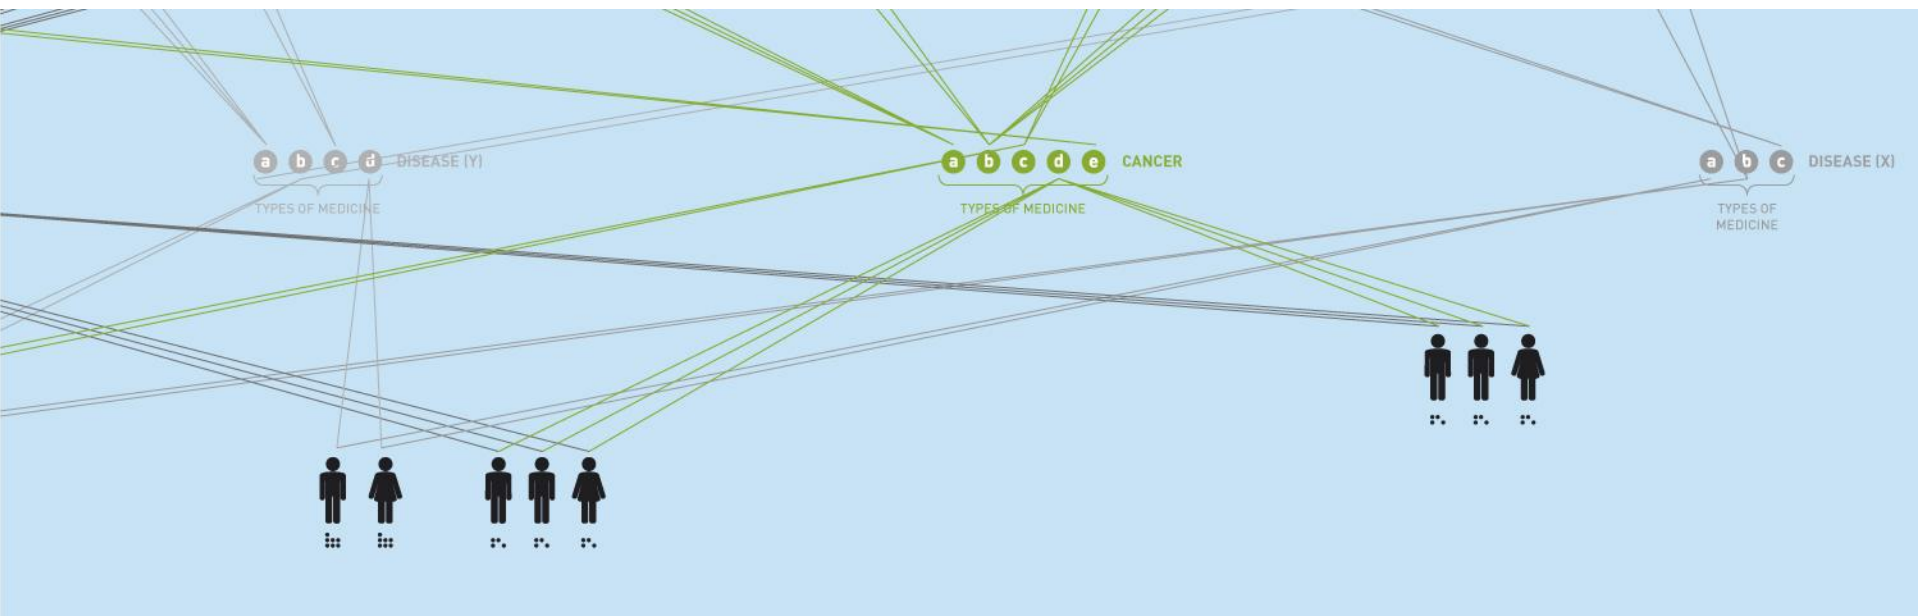 a b c d DISEASE (Y)
TYPES OF MEDICINE
a b c d e CANCER
TYPES OF MEDICINE
a b c DISEASE (X)
TYPES OF
MEDICINE